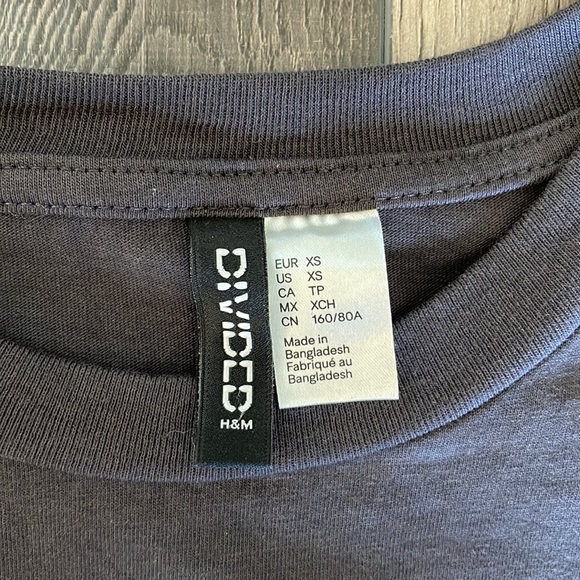 DIVIDED
H&M
EUR XS
US XS
CA TP
MX XCH
CN 160/80A
Made in
Bangladesh
Fabriqué au
Bangladesh